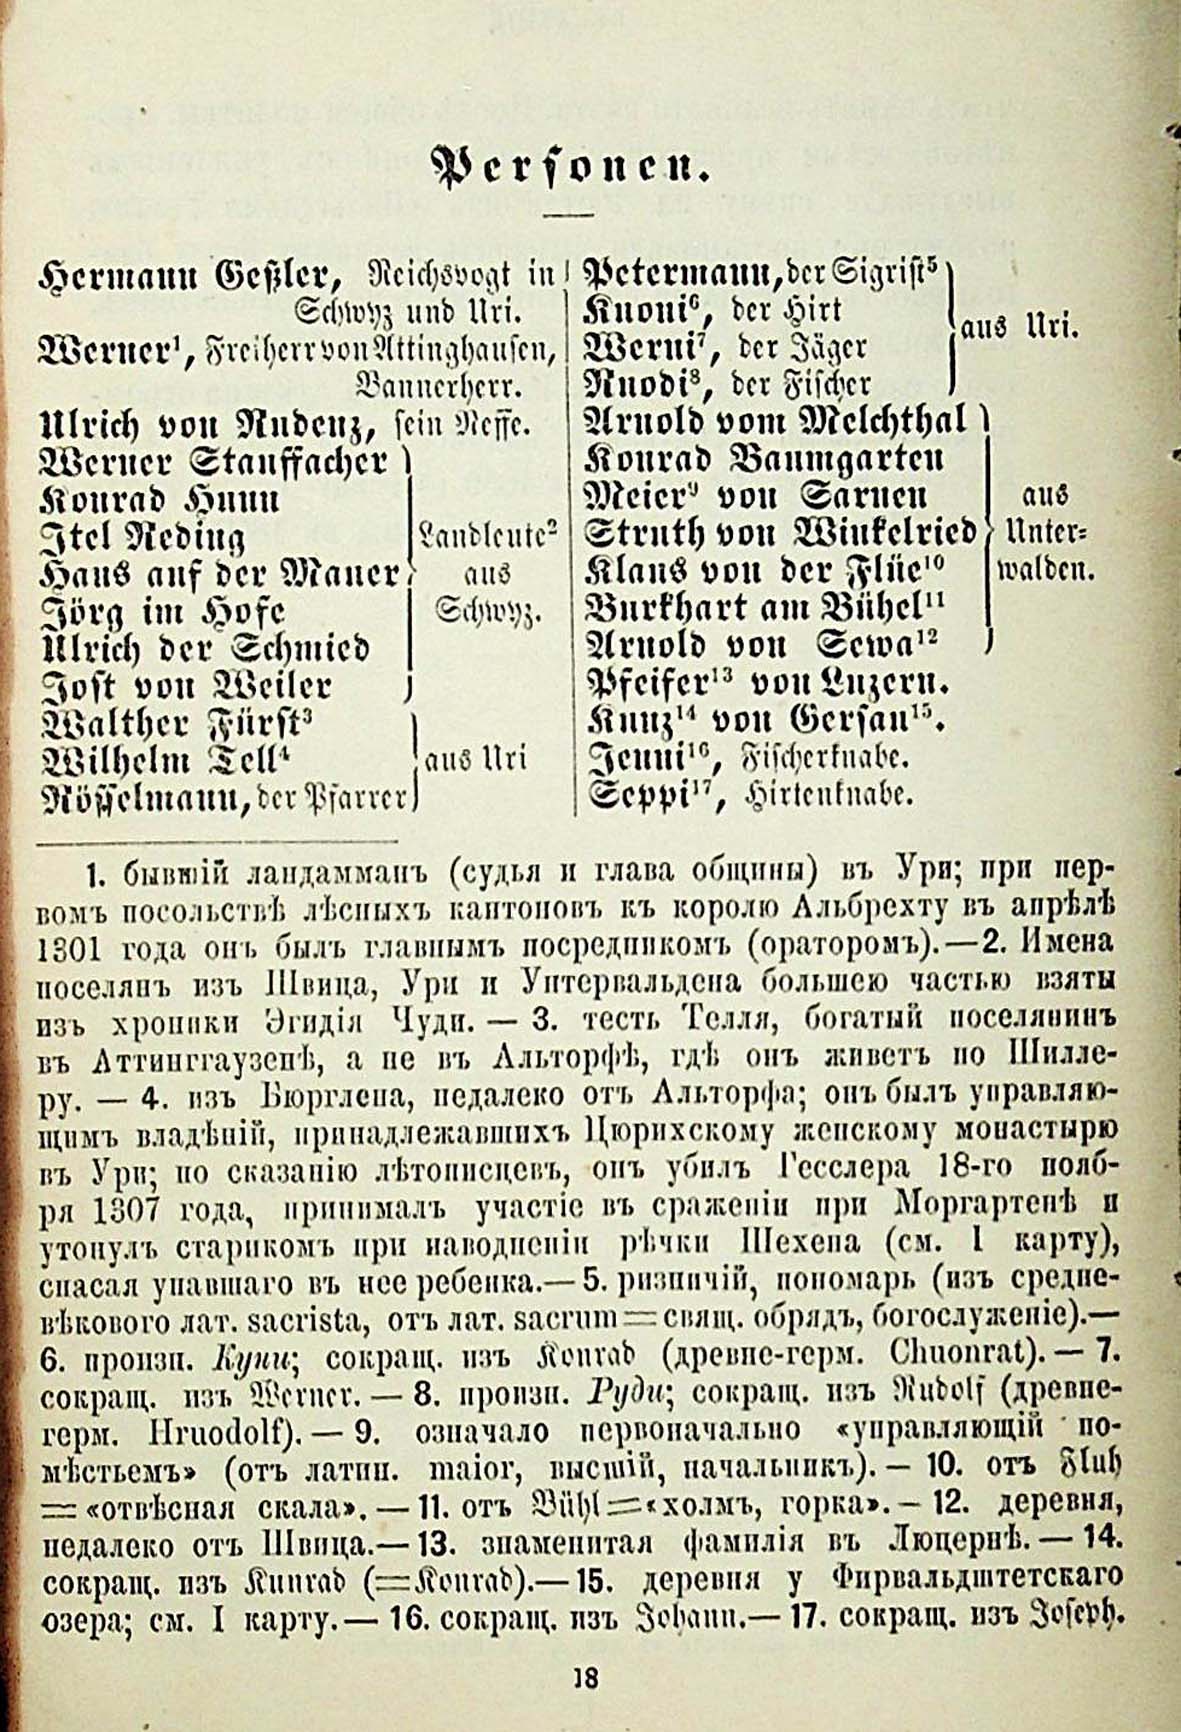 Personen.
Hermann Geßler, Reichsvogt in
Schwyz und Uri.
Werner¹, Freiherr von Attinghausen,
Bannerherr.
Ulrich von Rudenz, sein Neffe.
Werner Stauffacher
Konrad Hunn
Itel Reding
Hans auf der Mauer
Jörg im Hofe
Ulrich der Schmied
Jost von Weiler
Landleute²
aus
Schwyz.
Walther Fürst³
Wilhelm Tell⁴
Rösselmann, der Pfarrer
aus Uri
Petermann, der Sigrist⁵
Kuoni⁶, der Hirt
Werni⁷, der Jäger
Ruodi⁸, der Fischer
aus Uri.
Arnold vom Melchthal
Konrad Baumgarten
Meier⁹ von Sarnen
Struth von Winkelried
Klaus von der Flüe¹⁰
Burkhart am Bühel¹¹
Arnold von Sewa¹²
aus
Unter-
walden.
Pfeifer¹³ von Luzern.
Kunz¹⁴ von Gersau¹⁵.
Jenni¹⁶, Fischerknabe.
Seppi¹⁷, Hirtenknabe.
1. бывшій ландамманъ (судья и глава общины) въ Ури; при пер-
вомъ посольствѣ лѣсныхъ кантоновъ къ королю Альбрехту въ апрѣлѣ
1301 года онъ былъ главнымъ посредникомъ (ораторомъ).—2. Имена
поселянъ изъ Швица, Ури и Унтервальдена большею частью взяты
изъ хроники Эгидія Чуди. — 3. тесть Телля, богатый поселянинъ
въ Аттинггаузенѣ, а не въ Альторфѣ, гдѣ онъ живетъ по Шилле-
ру. — 4. изъ Бюрглена, недалеко отъ Альторфа; онъ былъ управляю-
щимъ владѣній, принадлежавшихъ Цюрихскому женскому монастырю
въ Ури; по сказанію лѣтописцевъ, онъ убилъ Гесслера 18-го нояб-
ря 1307 года, принималъ участіе въ сраженіи при Моргартенѣ и
утонулъ старикомъ при наводненіи рѣчки Шехена (см. I карту),
спасая упавшаго въ нее ребенка.— 5. ризничій, пономарь (изъ средне-
вѣкового лат. sacrista, отъ лат. sacrum = свящ. обрядъ, богослуженіе).—
6. произн. Куни; сокращ. изъ Konrad (древне-герм. Chuonrat). — 7.
сокращ. изъ Werner. — 8. произн. Руди; сокращ. изъ Rudolf (древне-
герм. Hruodolf). — 9. означало первоначально «управляющій по-
мѣстьемъ» (отъ латин. maior, высшій, начальникъ). — 10. отъ Fluh
= «отвѣсная скала». — 11. отъ Bühl = «холмъ, горка». — 12. деревня,
недалеко отъ Швица.— 13. знаменитая фамилія въ Люцернѣ. — 14.
сокращ. изъ Kunrad (=Konrad).— 15. деревня у Фирвальдштетскаго
озера; см. I карту. — 16. сокращ. изъ Johann.— 17. сокращ. изъ Joseph.
18